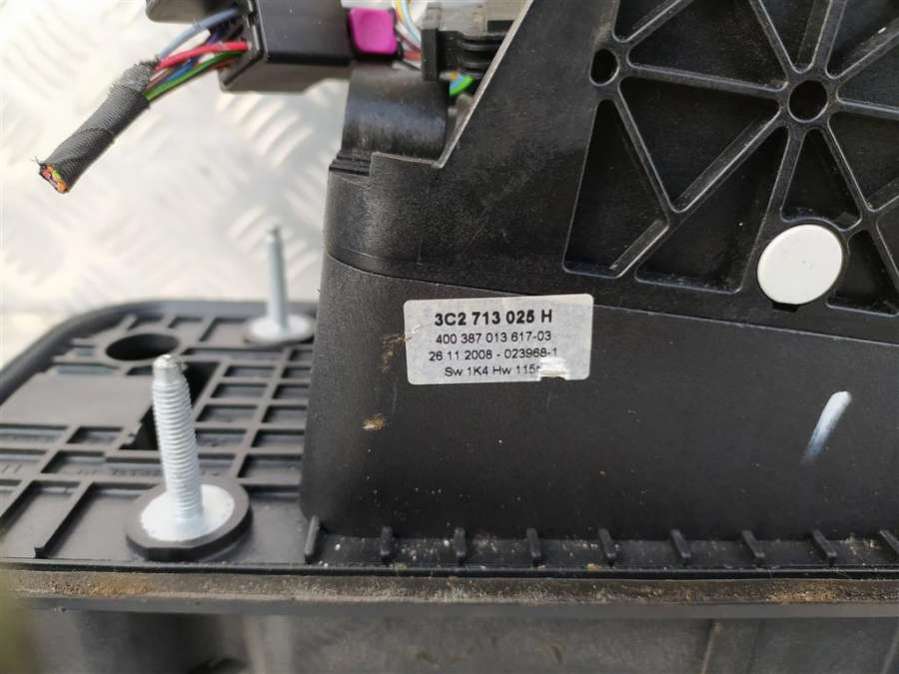 3C2 713 025 H
400 387 013 617-03
26.11.2008 - 023968-1
Sw 1K4 Hw